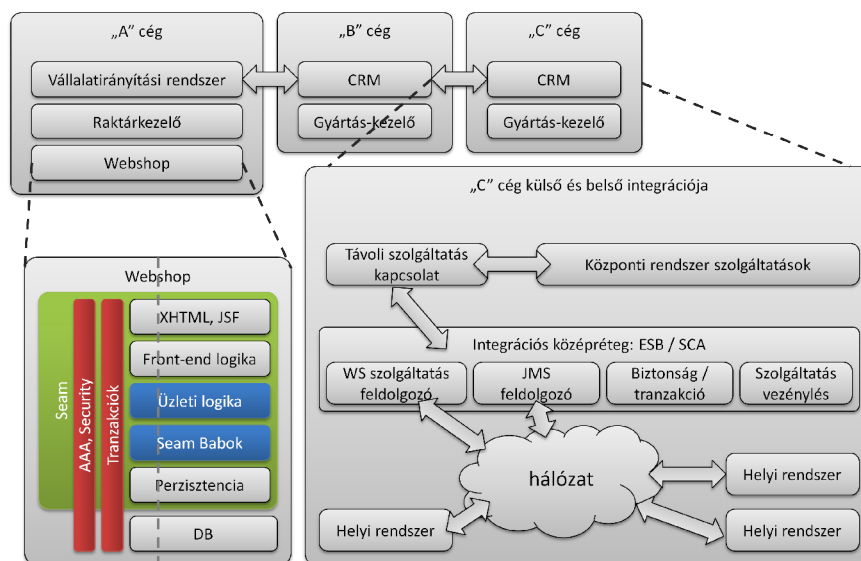 „A” cég
Vállalatirányítási rendszer
Raktárkezelő
Webshop
„B” cég
CRM
Gyártás-kezelő
„C” cég
CRM
Gyártás-kezelő
Webshop
Seam
AAA, Security
Tranzakciók
XHTML, JSF
Front-end logika
Üzleti logika
Seam Babok
Perzisztencia
DB
„C” cég külső és belső integrációja
Távoli szolgáltatás
kapcsolat
Központi rendszer szolgáltatások
Integrációs középréteg: ESB / SCA
WS szolgáltatás
feldolgozó
JMS
feldolgozó
Biztonság /
tranzakció
Szolgáltatás
vezénylés
hálózat
Helyi rendszer
Helyi rendszer
Helyi rendszer